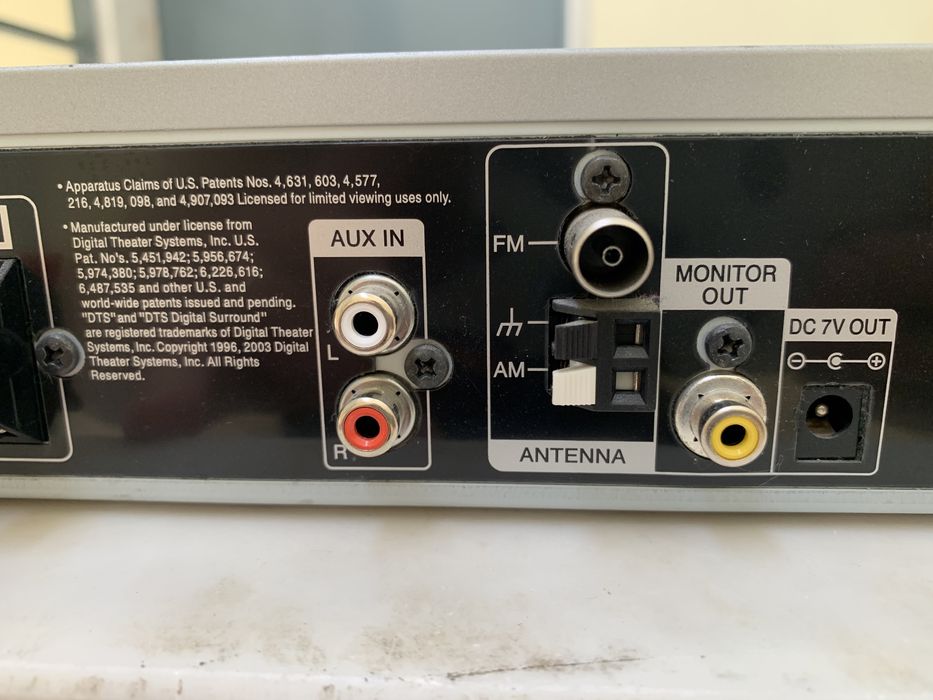 • Apparatus Claims of U.S. Patents Nos. 4,631, 603, 4,577,
216, 4,819, 098, and 4,907,093 Licensed for limited viewing uses only.
• Manufactured under license from
Digital Theater Systems, Inc. U.S.
Pat. No's. 5,451,942; 5,956,674;
5,974,380; 5,978,762; 6,226,616;
6,487,535 and other U.S. and
world-wide patents issued and pending.
"DTS" and "DTS Digital Surround"
are registered trademarks of Digital Theater
Systems, Inc. Copyright 1996, 2003 Digital
Theater Systems, Inc. All Rights
Reserved.
AUX IN
L
R
FM
AM
ANTENNA
MONITOR
OUT
DC 7V OUT